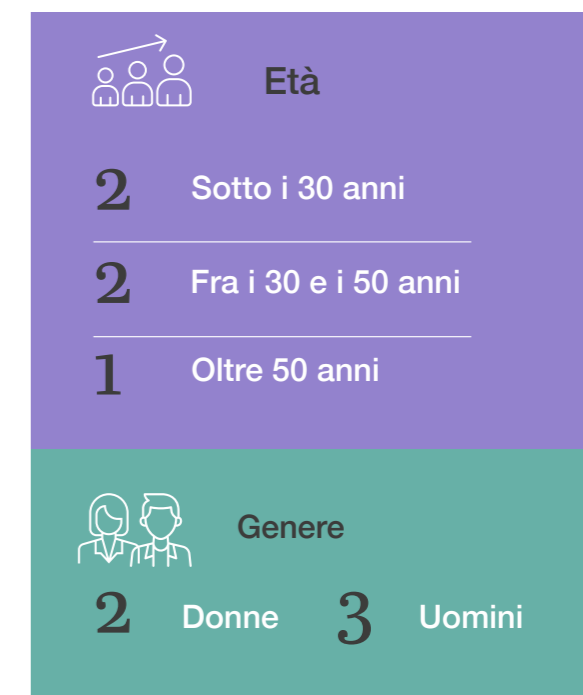 Età
2 Sotto i 30 anni
2 Fra i 30 e i 50 anni
1 Oltre 50 anni
Genere
2 Donne 3 Uomini